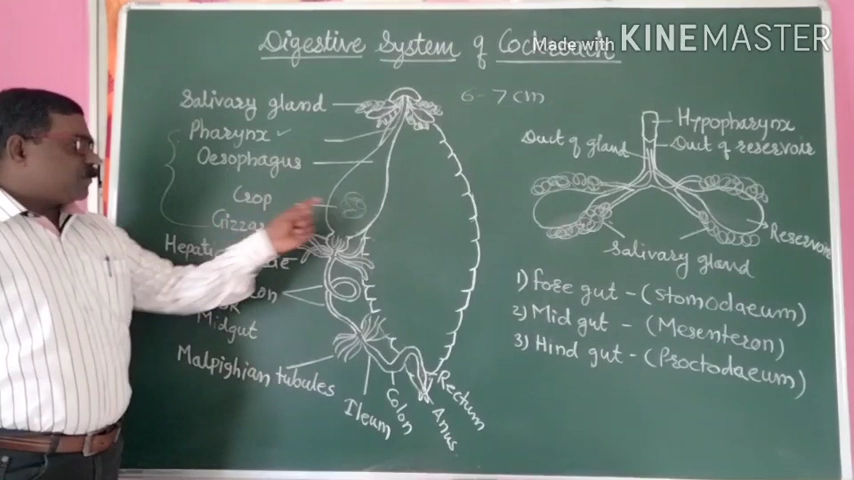 Digestive System of Cockroach
Made with KINEMASTER
Salivary gland
6-7 cm
Pharynx
Oesophagus
Crop
Midgut
Malpighian tubules
Ileum
Colon
Rectum
Anus
Hypopharynx
Duct of gland
Duct of reservoir
Reservoir
Salivary gland
1) Fore gut - (Stomodaeum)
2) Mid gut - (Mesenteron)
3) Hind gut - (Proctodaeum)